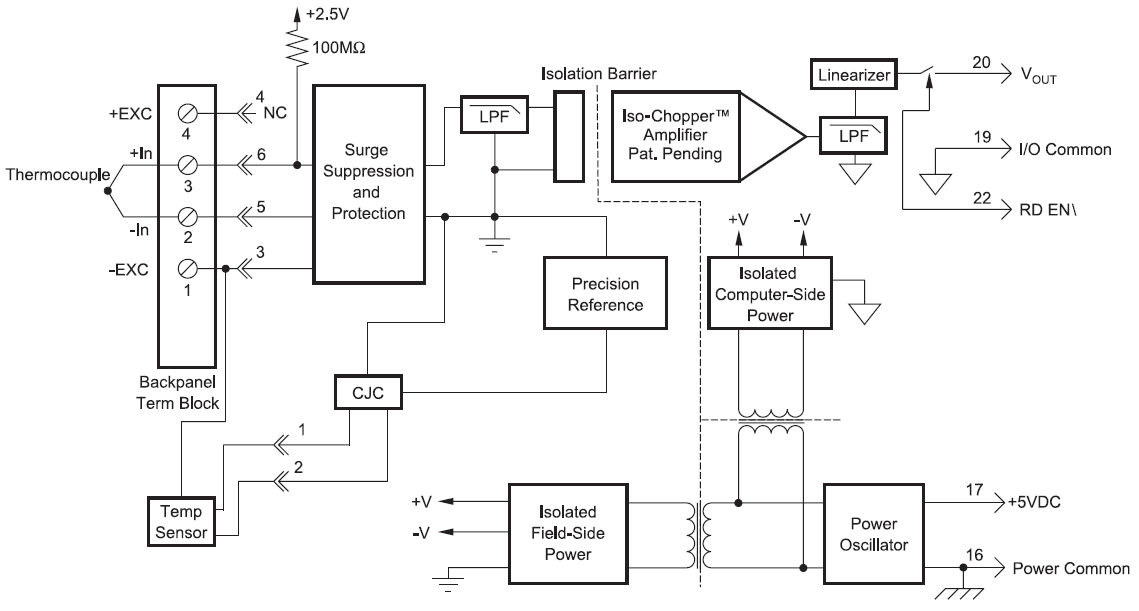 +2.5V
100MΩ
+EXC
4
4
NC
Thermocouple
+In
3
6
-In
2
5
-EXC
1
3
Backpanel
Term Block
Surge
Suppression
and
Protection
LPF
Isolation Barrier
Iso-Chopper™
Amplifier
Pat. Pending
Linearizer
LPF
20
VOUT
19
I/O Common
22
RD EN\
Precision
Reference
+V
-V
Isolated
Computer-Side
Power
CJC
1
2
Temp
Sensor
+V
-V
Isolated
Field-Side
Power
Power
Oscillator
17
+5VDC
16
Power Common